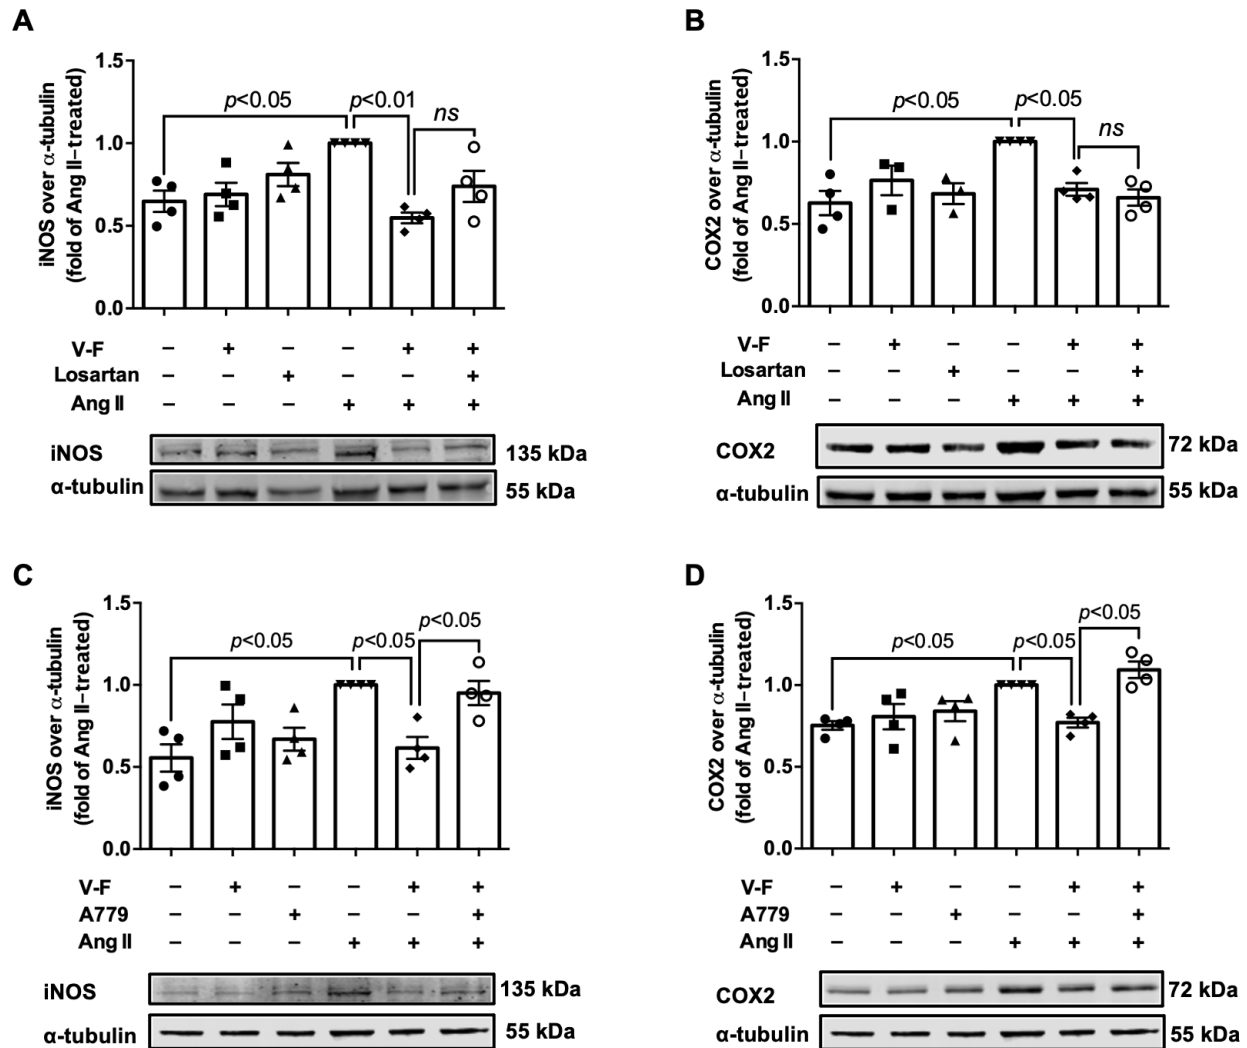 A
iNOS over α-tubulin
(fold of Ang II-treated)
1.5
1.0
0.5
0.0
p<0.05
p<0.01
ns
V-F – + – – + +
Losartan – – + – – +
Ang II – – – + + +
iNOS 135 kDa
α-tubulin 55 kDa
B
COX2 over α-tubulin
(fold of Ang II-treated)
1.5
1.0
0.5
0.0
p<0.05
p<0.05
ns
V-F – + – – + +
Losartan – – + – – +
Ang II – – – + + +
COX2 72 kDa
α-tubulin 55 kDa
C
iNOS over α-tubulin
(fold of Ang II-treated)
1.5
1.0
0.5
0.0
p<0.05
p<0.05
p<0.05
V-F – + – – + +
A779 – – + – – +
Ang II – – – + + +
iNOS 135 kDa
α-tubulin 55 kDa
D
COX2 over α-tubulin
(fold of Ang II-treated)
1.5
1.0
0.5
0.0
p<0.05
p<0.05
p<0.05
V-F – + – – + +
A779 – – + – – +
Ang II – – – + + +
COX2 72 kDa
α-tubulin 55 kDa